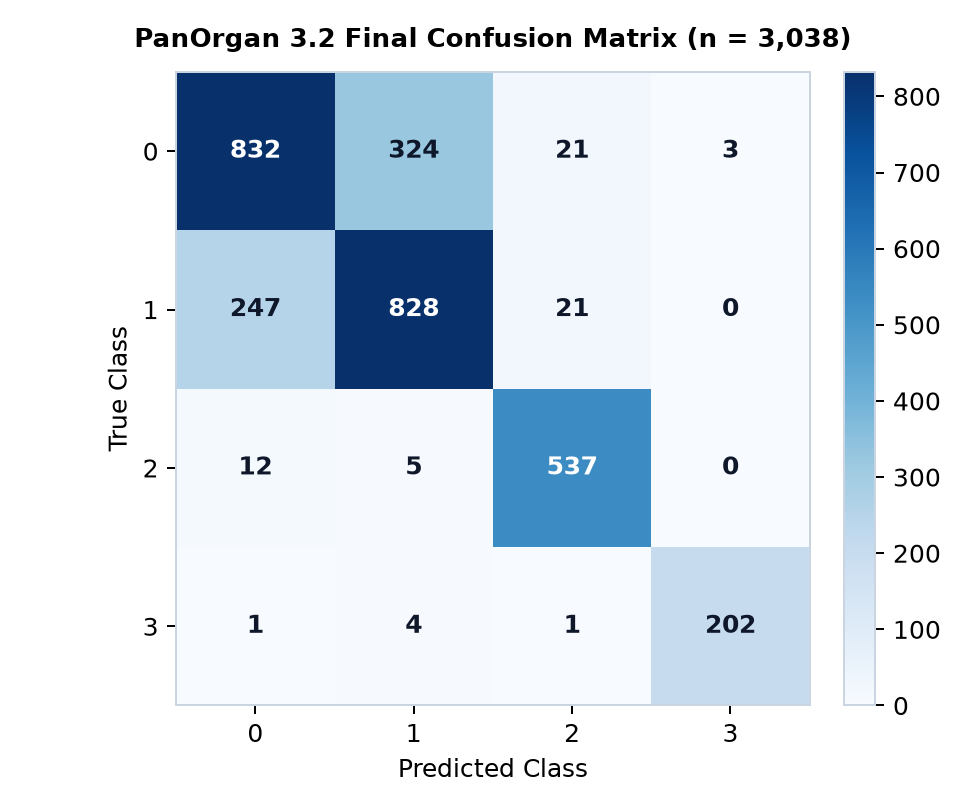 PanOrgan 3.2 Final Confusion Matrix (n = 3,038)
0 832 324 21 3
1 247 828 21 0
2 12 5 537 0
3 1 4 1 202
0 1 2 3
Predicted Class
True Class
800
700
600
500
400
300
200
100
0